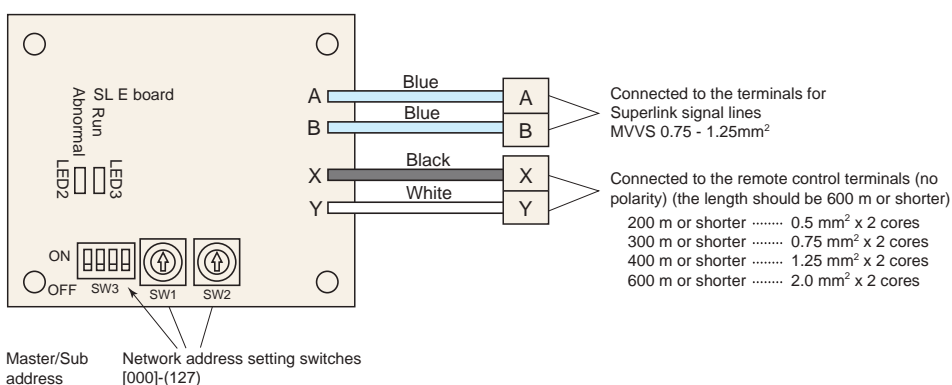 SL E board
Abnormal
Run
LED2
LED3
A
B
X
Y
Blue
Blue
Black
White
A
B
X
Y
Connected to the terminals for
Superlink signal lines
MVVS 0.75 - 1.25mm²
Connected to the remote control terminals (no
polarity) (the length should be 600 m or shorter)
200 m or shorter ········ 0.5 mm² x 2 cores
300 m or shorter ········ 0.75 mm² x 2 cores
400 m or shorter ········ 1.25 mm² x 2 cores
600 m or shorter ········ 2.0 mm² x 2 cores
ON
OFF
SW3
SW1
SW2
Master/Sub
address
Network address setting switches
[000]-(127)